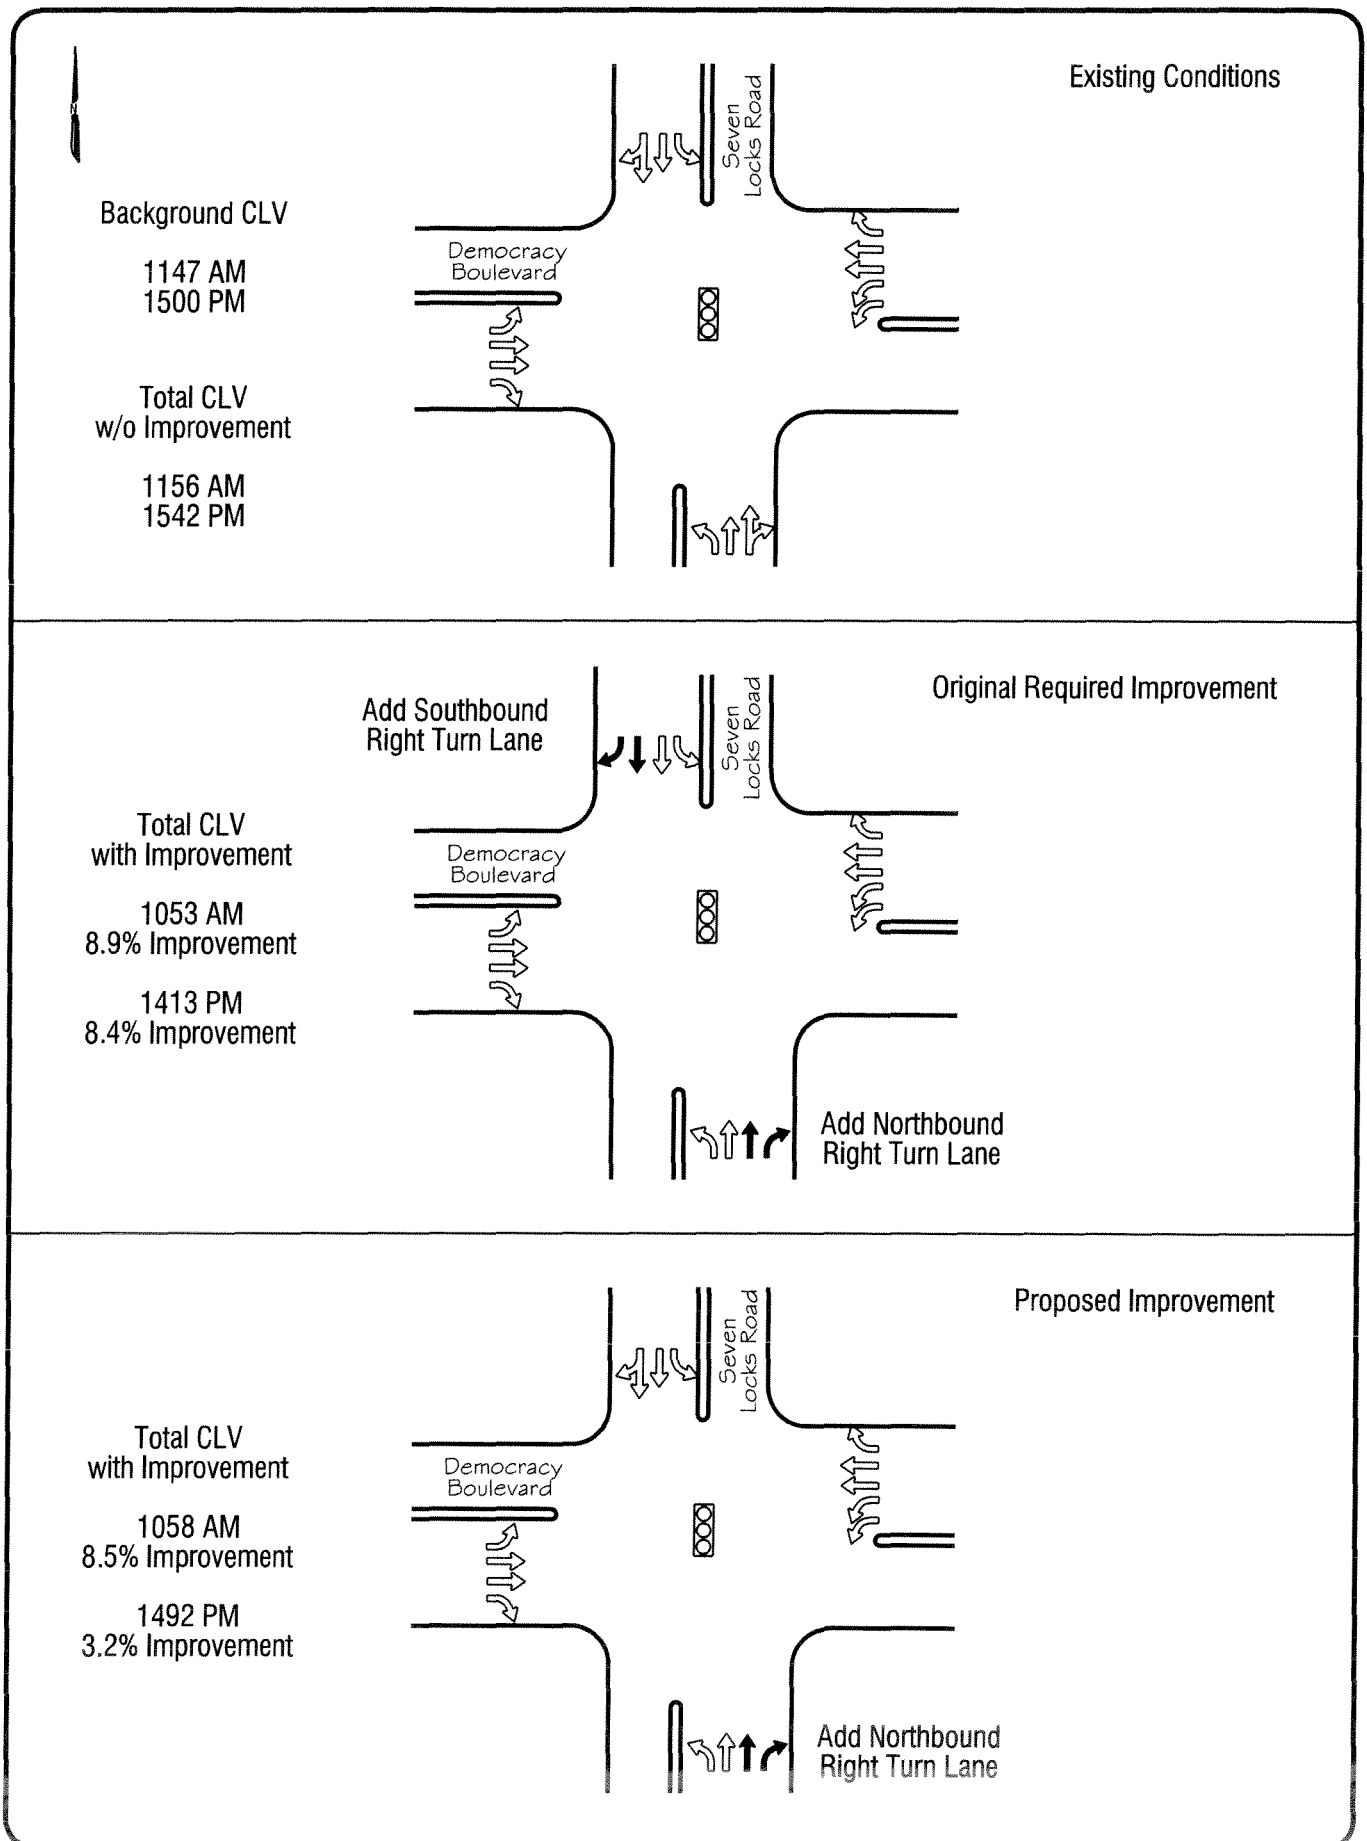 Existing Conditions
N
Seven
Locks Road
Background CLV
1147 AM
1500 PM
Democracy
Boulevard
Total CLV
w/o Improvement
1156 AM
1542 PM
Original Required Improvement
Add Southbound
Right Turn Lane
Seven
Locks Road
Total CLV
with Improvement
1053 AM
8.9% Improvement
1413 PM
8.4% Improvement
Democracy
Boulevard
Add Northbound
Right Turn Lane
Proposed Improvement
Seven
Locks Road
Total CLV
with Improvement
1058 AM
8.5% Improvement
1492 PM
3.2% Improvement
Democracy
Boulevard
Add Northbound
Right Turn Lane